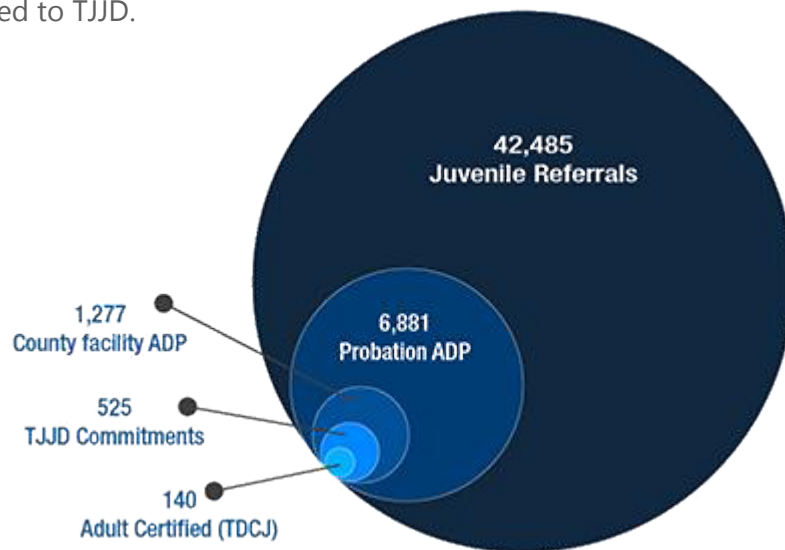 ed to TJJD.
42,485
Juvenile Referrals
6,881
Probation ADP
1,277
County facility ADP
525
TJJD Commitments
140
Adult Certified (TDCJ)